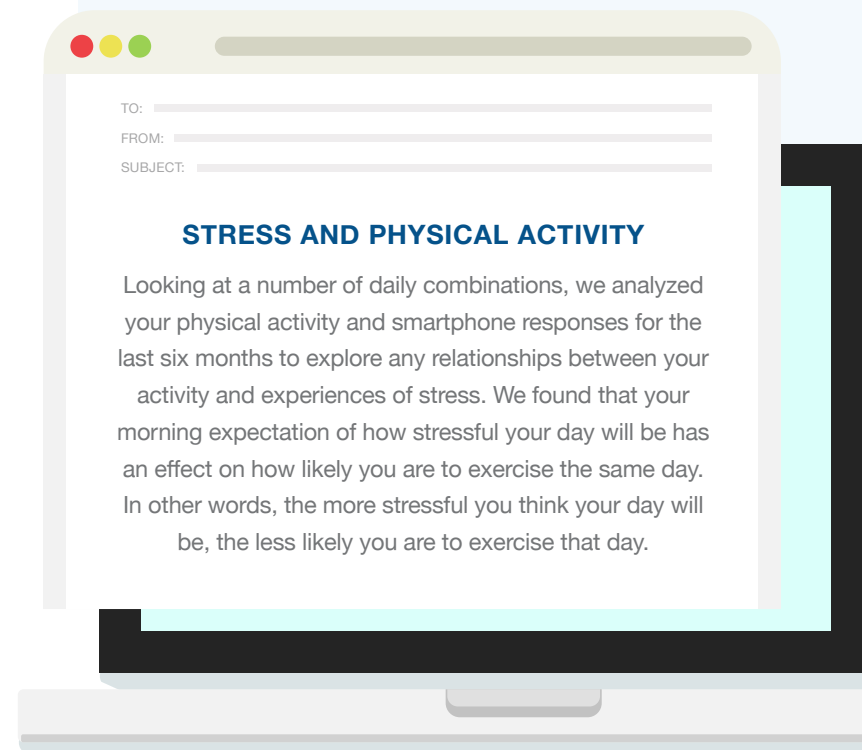 TO:
FROM:
SUBJECT:
STRESS AND PHYSICAL ACTIVITY
Looking at a number of daily combinations, we analyzed
your physical activity and smartphone responses for the
last six months to explore any relationships between your
activity and experiences of stress. We found that your
morning expectation of how stressful your day will be has
an effect on how likely you are to exercise the same day.
In other words, the more stressful you think your day will
be, the less likely you are to exercise that day.